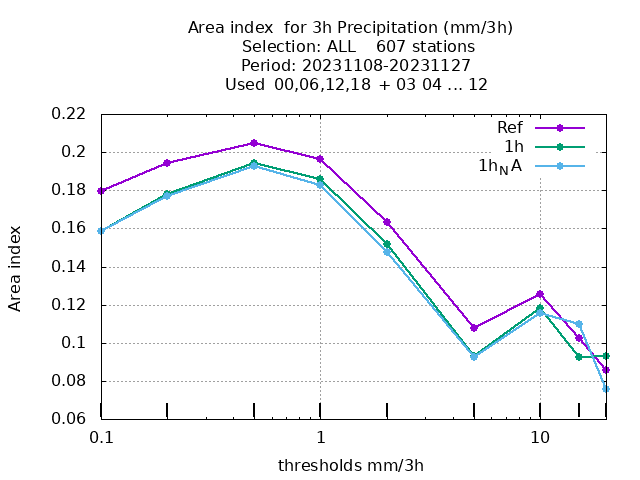 Area index  for 3h Precipitation (mm/3h)
Selection: ALL    607 stations
Period: 20231108-20231127
Used  00,06,12,18  + 03 04 ... 12
Ref
1h
1h_NA
0.22
0.2
0.18
0.16
0.14
0.12
0.1
0.08
0.06
Area index
0.1
1
10
thresholds mm/3h